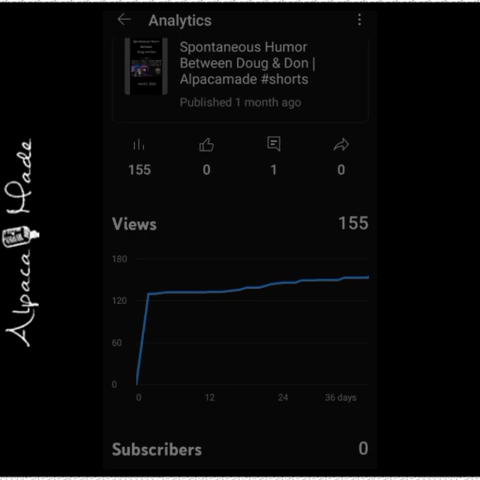 Analytics
Spontaneous Humor
Between Doug & Don |
Alpacamade #shorts
Published 1 month ago
155
0
1
0
Views
155
180
120
60
0
0
12
24
36 days
Subscribers
0
Alpaca Made